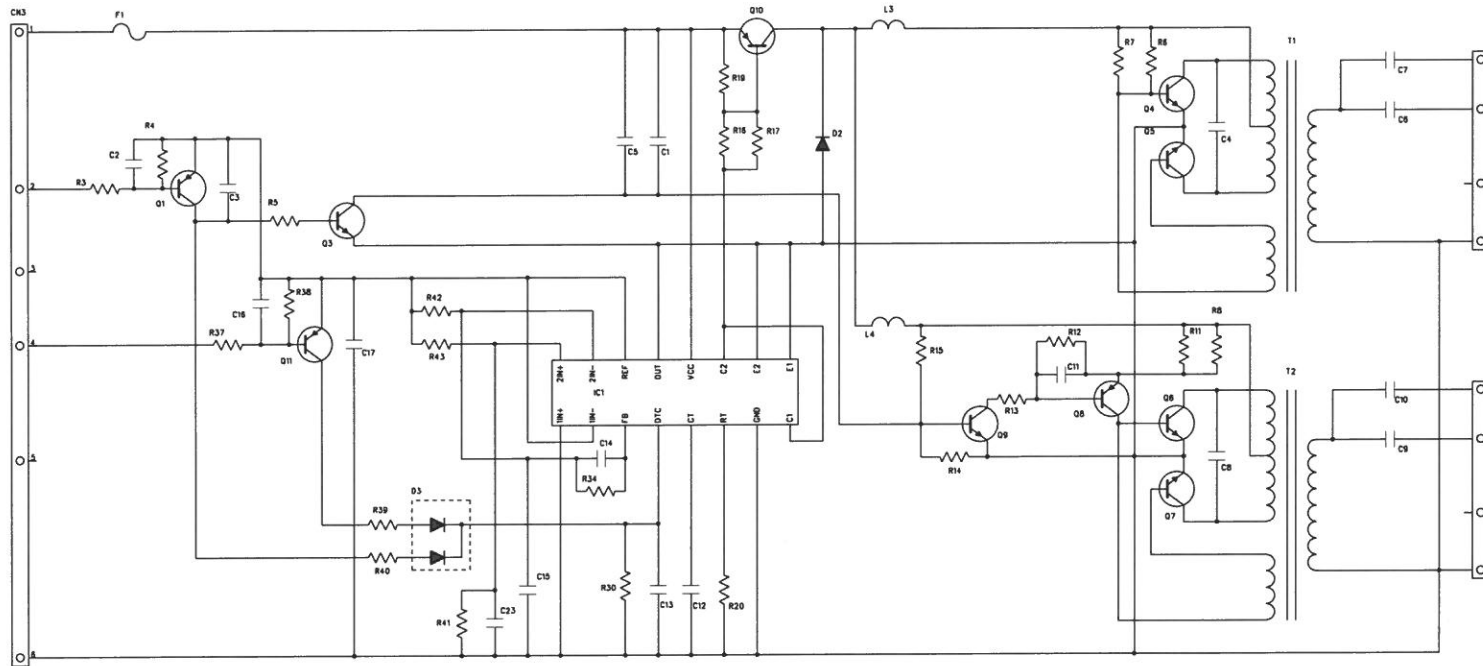 CN3
F1
Q10
L3
1
R7
R6
T1
R19
C7
Q4
C6
R4
R16
R17
D2
Q5
C4
C2
C5
C1
R3
2
Q1
C3
R5
Q3
3
R38
C16
R42
R12
R8
L4
R11
R37
R15
4
Q11
C17
R43
C11
T2
2IN+
2IN-
REF
OUT
VCC
C2
E2
E1
IC1
1IN+
1IN-
FB
DTC
CT
RT
GND
C1
R13
Q8
Q6
C10
Q9
C14
C9
5
R14
C8
R34
D3
Q7
R39
R40
C15
R30
C13
C12
R20
R41
C23
6